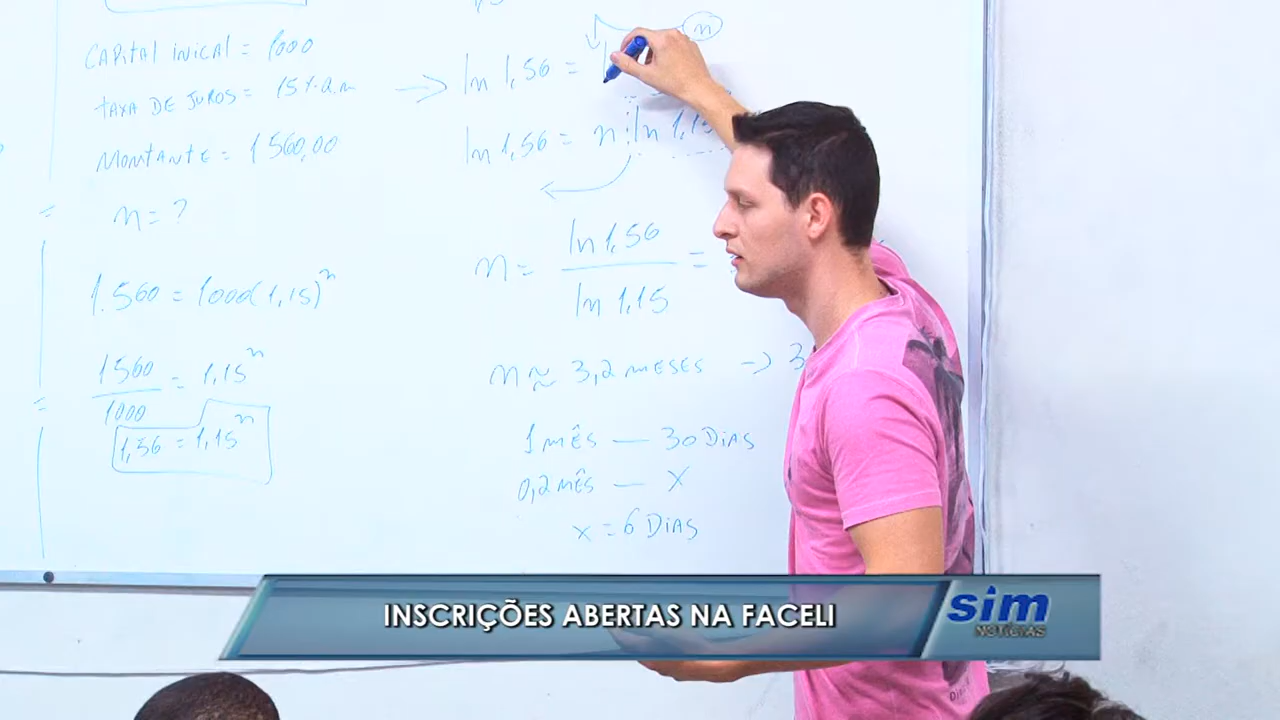 CAPITAL INICAL = 1000
TAXA DE JUROS = 15%.a.m
MONTANTE = 1560,00
n = ?
1.560 = 1000(1,15)^n
1560/1000 = 1,15^n
1,56 = 1,15^n
n
ln 1,56 =
ln 1,56 = n. ln 1,15
n = ln 1,56 / ln 1,15 =
n ≈ 3,2 MESES → 3
1 MÊS — 30 DIAS
0,2 MÊS — X
x = 6 DIAS
INSCRIÇÕES ABERTAS NA FACELI
sim
NOTÍCIAS